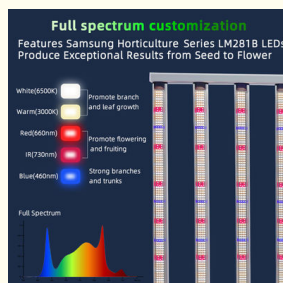 Full spectrum customization
Features Samsung Horticulture Series LM281B LEDs
Produce Exceptional Results from Seed to Flower
White(6500K)
Promote branch
and leaf growth
Warm(3000K)
Red(660nm)
Promote flowering
and fruiting
IR(730nm)
Blue(460nm)
Strong branches
and trunks
Full Spectrum